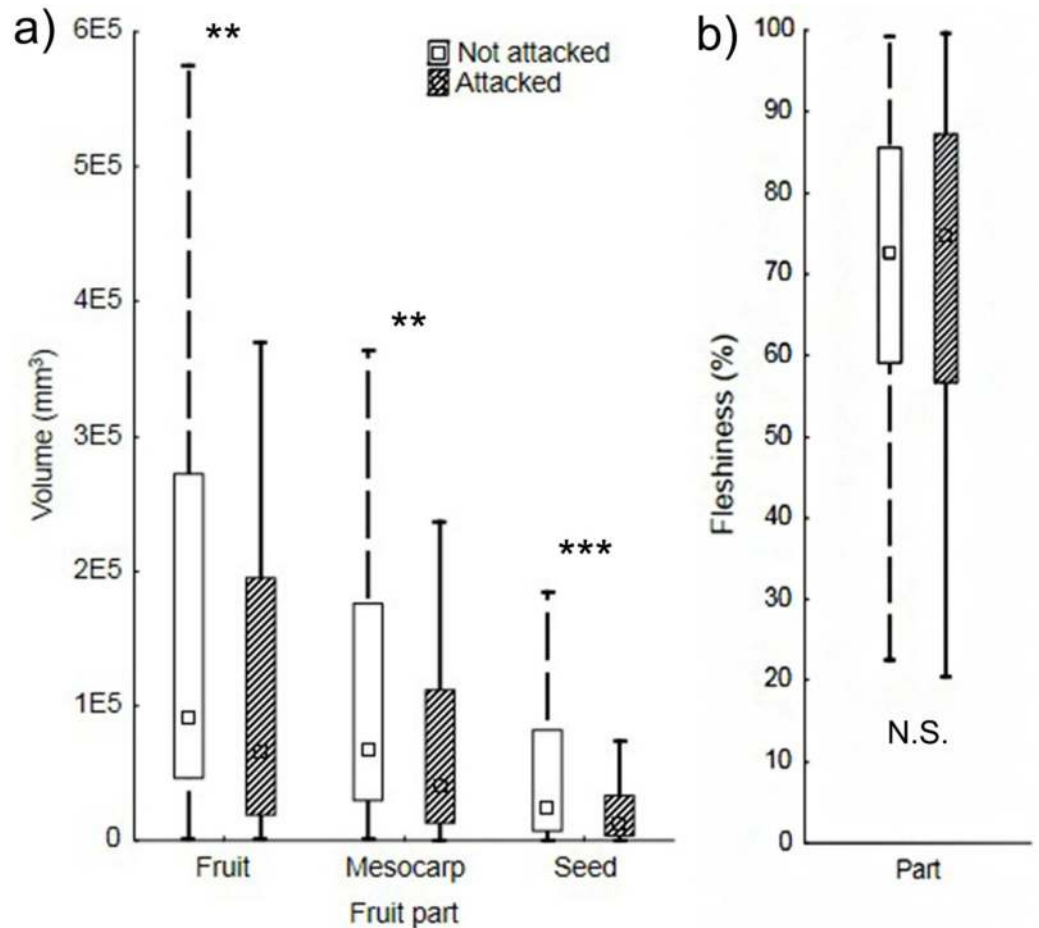 a)
6E5
5E5
4E5
3E5
2E5
1E5
0
Volume (mm³)
**
**
***
Not attacked
Attacked
Fruit
Mesocarp
Seed
Fruit part
b)
100
90
80
70
60
50
40
30
20
10
0
Fleshiness (%)
N.S.
Part